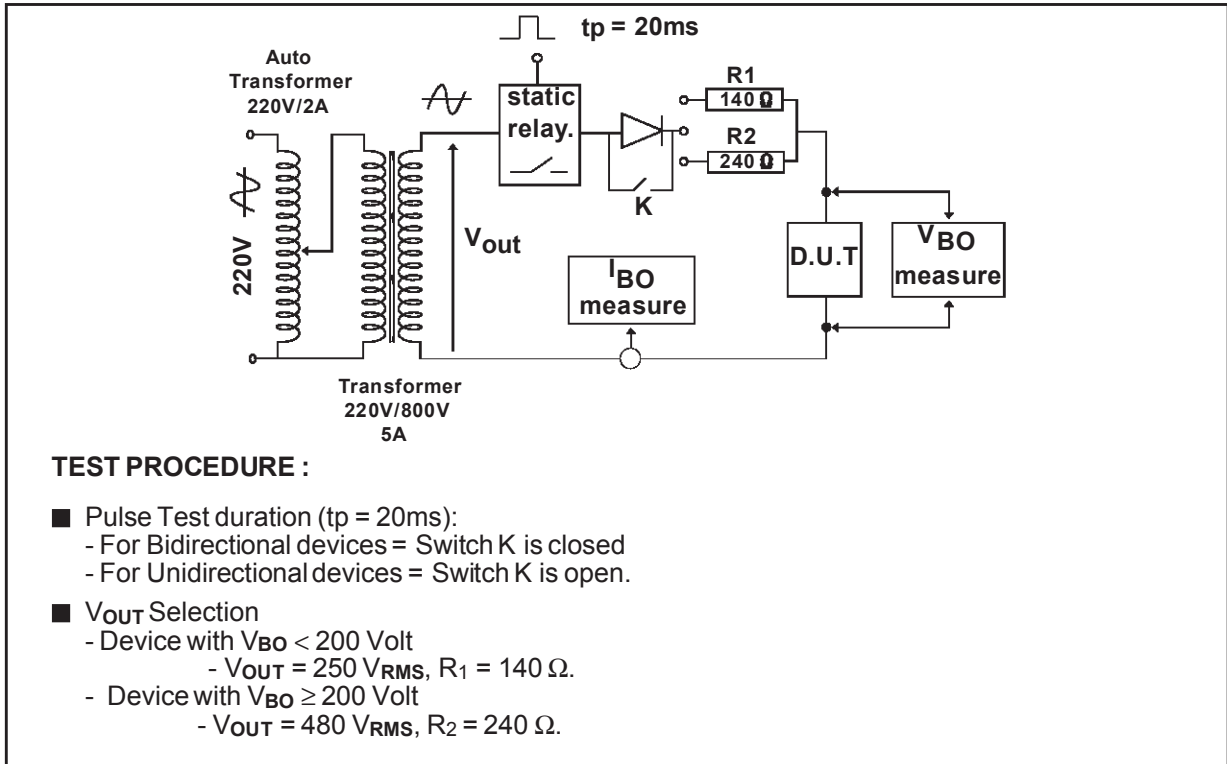 tp = 20ms
Auto
Transformer
220V/2A
static
relay.
R1
140 Ω
R2
240 Ω
K
220V
Vout
IBO
measure
D.U.T
VBO
measure
Transformer
220V/800V
5A
TEST PROCEDURE :
■ Pulse Test duration (tp = 20ms):
- For Bidirectional devices = Switch K is closed
- For Unidirectional devices = Switch K is open.
■ VOUT Selection
- Device with VBO < 200 Volt
- VOUT = 250 VRMS, R1 = 140 Ω.
- Device with VBO ≥ 200 Volt
- VOUT = 480 VRMS, R2 = 240 Ω.